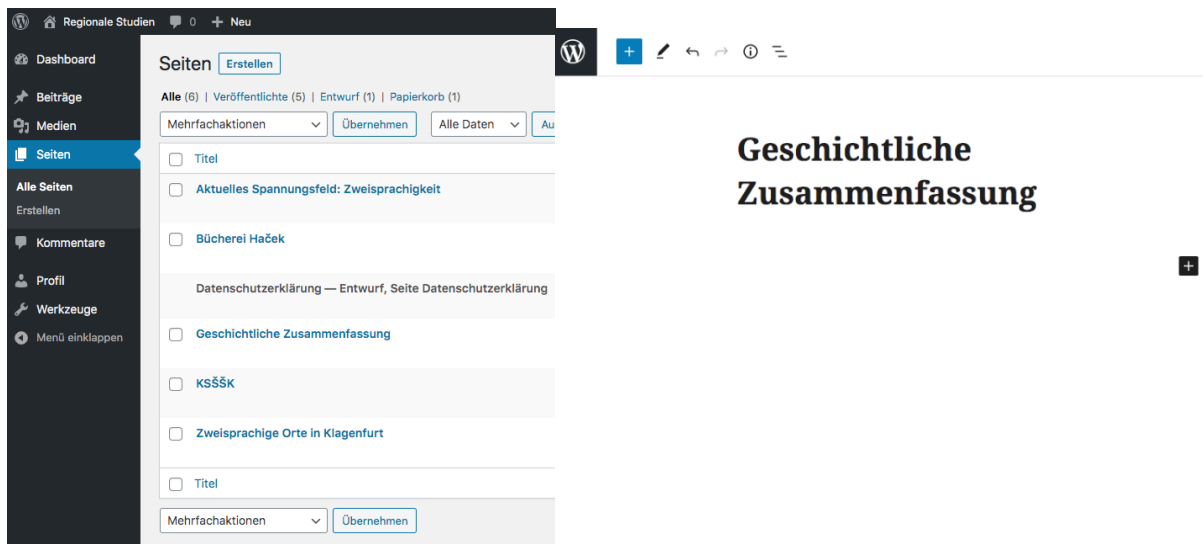 Regionale Studien 0 + Neu
Dashboard
Beiträge
Medien
Seiten
Alle Seiten
Erstellen
Kommentare
Profil
Werkzeuge
Menü einklappen
Seiten Erstellen
Alle (6) | Veröffentlichte (5) | Entwurf (1) | Papierkorb (1)
Mehrfachaktionen Übernehmen Alle Daten Au
Titel
Aktuelles Spannungsfeld: Zweisprachigkeit
Bücherei Haček
Datenschutzerklärung — Entwurf, Seite Datenschutzerklärung
Geschichtliche Zusammenfassung
KSŠŠK
Zweisprachige Orte in Klagenfurt
Titel
Mehrfachaktionen Übernehmen
Geschichtliche
Zusammenfassung